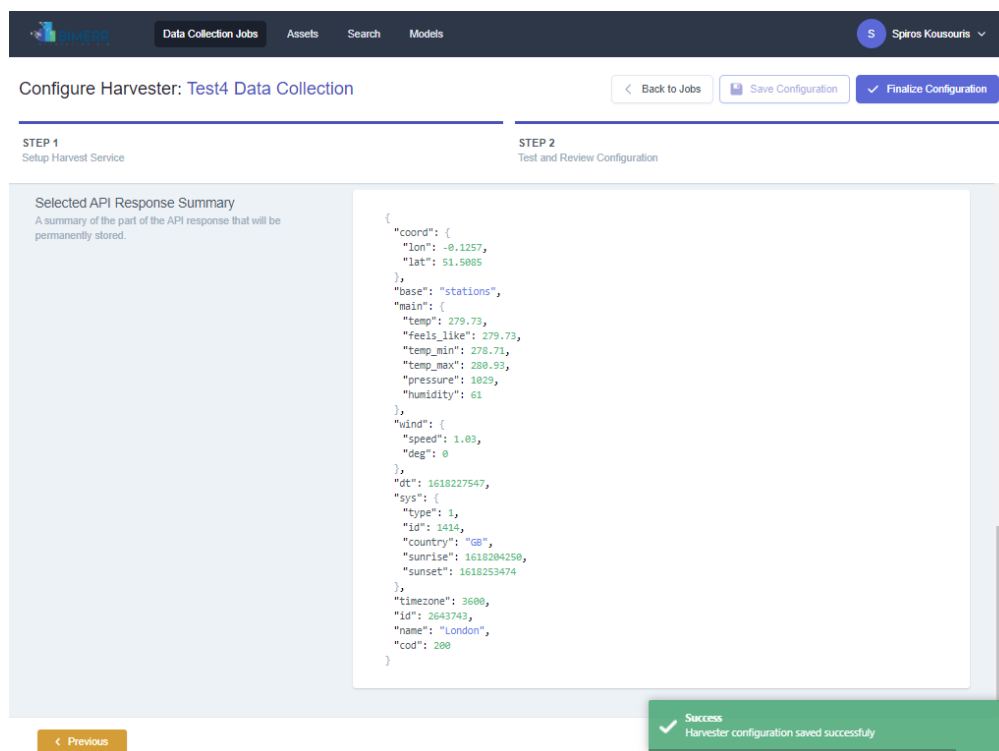 BIMERR
Data Collection Jobs Assets Search Models
S Spiros Kousouris
Configure Harvester: Test4 Data Collection
Back to Jobs Save Configuration Finalize Configuration
STEP 1
Setup Harvest Service
STEP 2
Test and Review Configuration
Selected API Response Summary
A summary of the part of the API response that will be
permanently stored.
{
"coord": {
"lon": -0.1257,
"lat": 51.5085
},
"base": "stations",
"main": {
"temp": 279.73,
"feels_like": 279.73,
"temp_min": 278.71,
"temp_max": 280.93,
"pressure": 1029,
"humidity": 61
},
"wind": {
"speed": 1.03,
"deg": 0
},
"dt": 1618227547,
"sys": {
"type": 1,
"id": 1414,
"country": "GB",
"sunrise": 1618204250,
"sunset": 1618253474
},
"timezone": 3600,
"id": 2643743,
"name": "London",
"cod": 200
}
Previous
Success
Harvester configuration saved successfuly